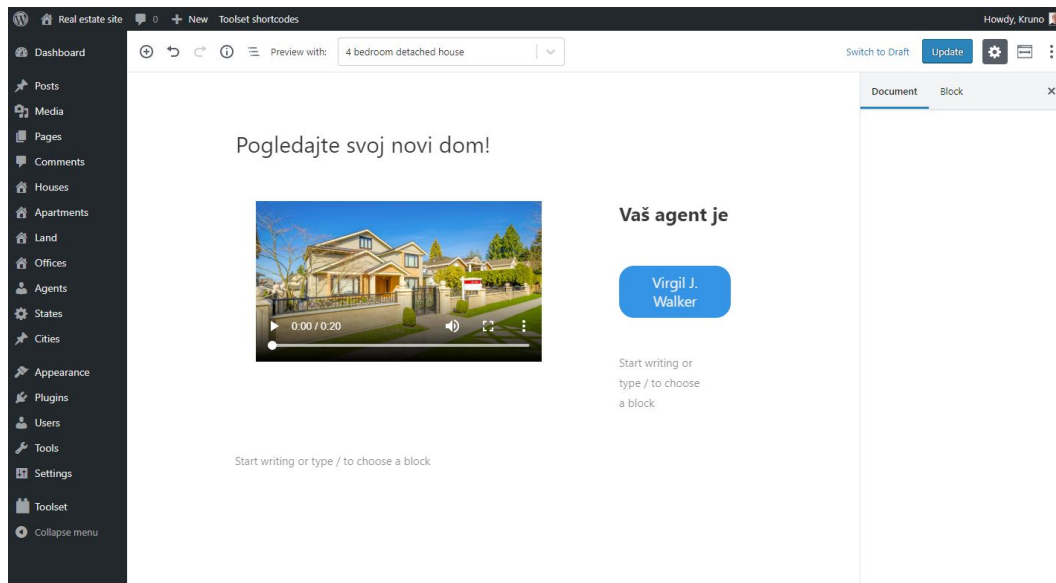 Real estate site 0 New Toolset shortcodes Howdy, Kruno
Dashboard
Posts
Media
Pages
Comments
Houses
Apartments
Land
Offices
Agents
States
Cities
Appearance
Plugins
Users
Tools
Settings
Toolset
Collapse menu
Preview with: 4 bedroom detached house Switch to Draft Update
Document Block
Pogledajte svoj novi dom!
0:00 / 0:20
Vaš agent je
Virgil J.
Walker
Start writing or
type / to choose
a block
Start writing or type / to choose a block